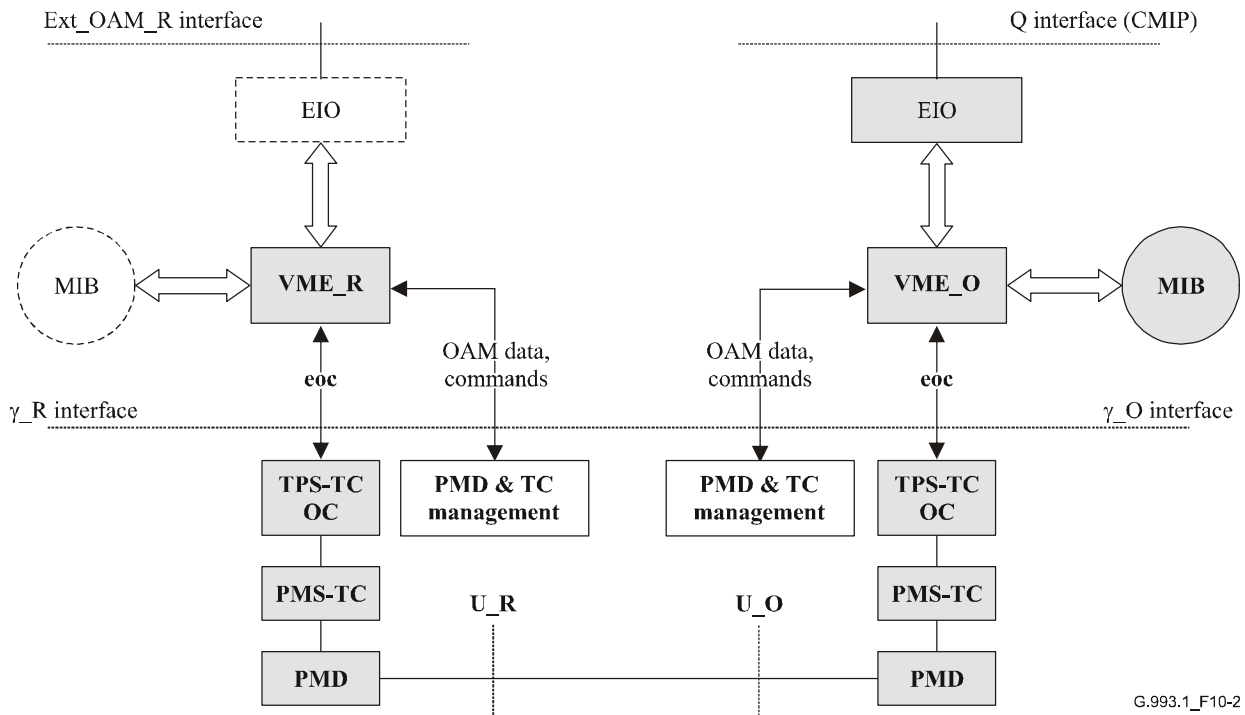 Ext_OAM_R interface
Q interface (CMIP)
EIO
EIO
MIB
VME_R
VME_O
MIB
OAM data,
commands
OAM data,
commands
eoc
eoc
γ_R interface
γ_O interface
TPS-TC
OC
PMD & TC
management
PMD & TC
management
TPS-TC
OC
PMS-TC
U_R
U_O
PMS-TC
PMD
PMD
G.993.1_F10-2